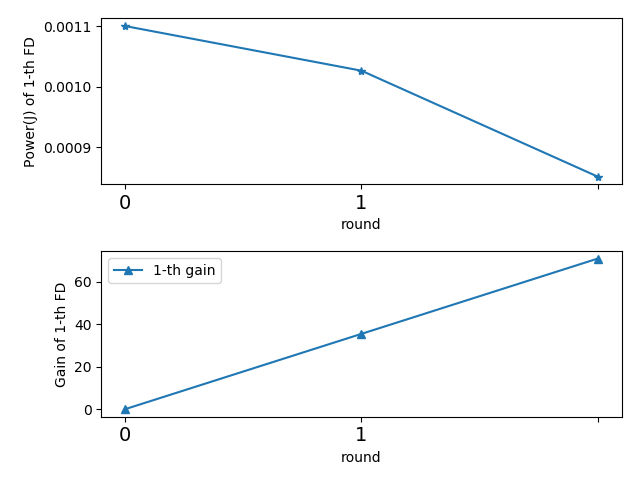 0.0011
0.0010
0.0009
Power(J) of 1-th FD
0
1
round
1-th gain
60
40
20
0
Gain of 1-th FD
0
1
round